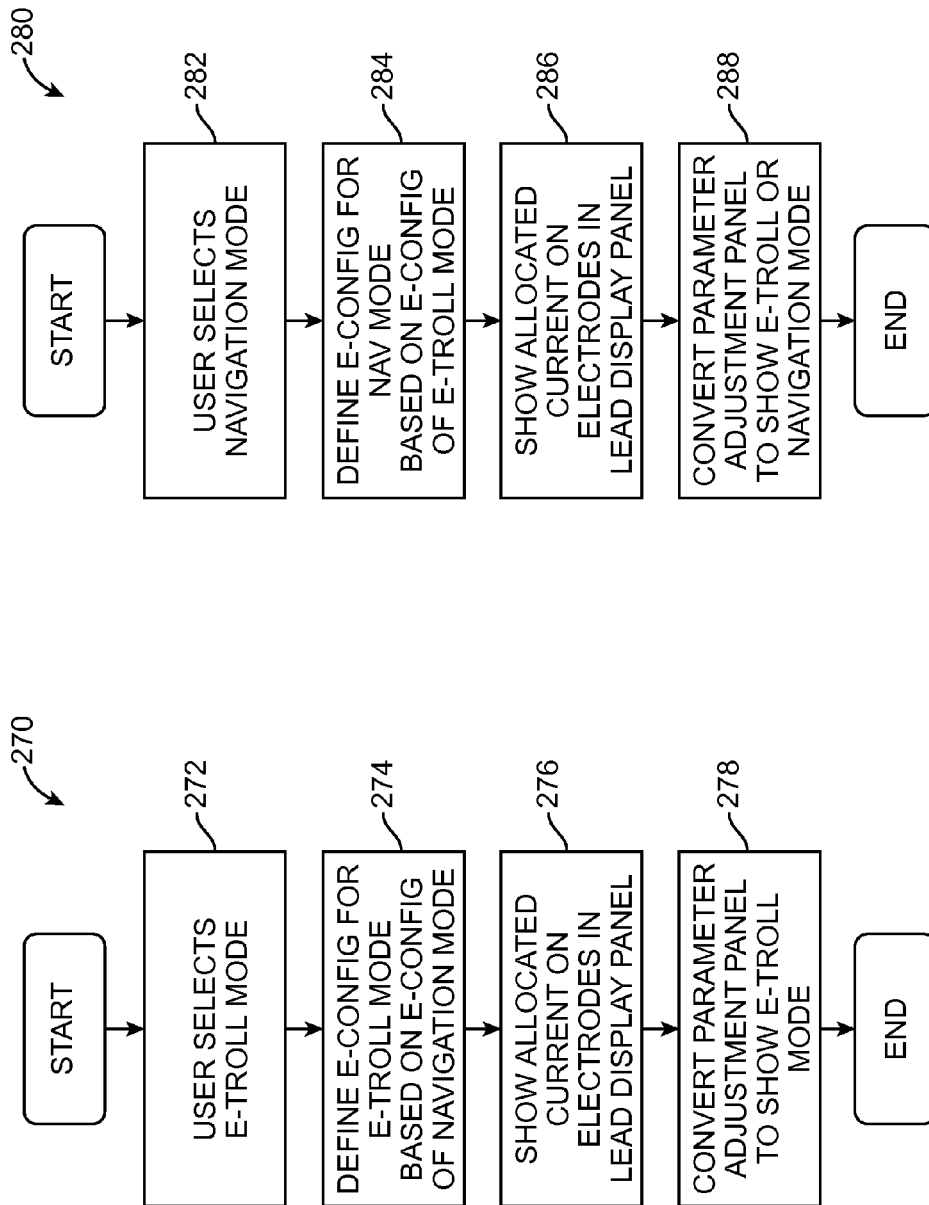 270
START
USER SELECTS
E-TROLL MODE
272
DEFINE E-CONFIG FOR
E-TROLL MODE
BASED ON E-CONFIG
OF NAVIGATION MODE
274
SHOW ALLOCATED
CURRENT ON
ELECTRODES IN
LEAD DISPLAY PANEL
276
CONVERT PARAMETER
ADJUSTMENT PANEL
TO SHOW E-TROLL
MODE
278
END
280
START
USER SELECTS
NAVIGATION MODE
282
DEFINE E-CONFIG FOR
NAV MODE
BASED ON E-CONFIG
OF E-TROLL MODE
284
SHOW ALLOCATED
CURRENT ON
ELECTRODES IN
LEAD DISPLAY PANEL
286
CONVERT PARAMETER
ADJUSTMENT PANEL
TO SHOW E-TROLL OR
NAVIGATION MODE
288
END